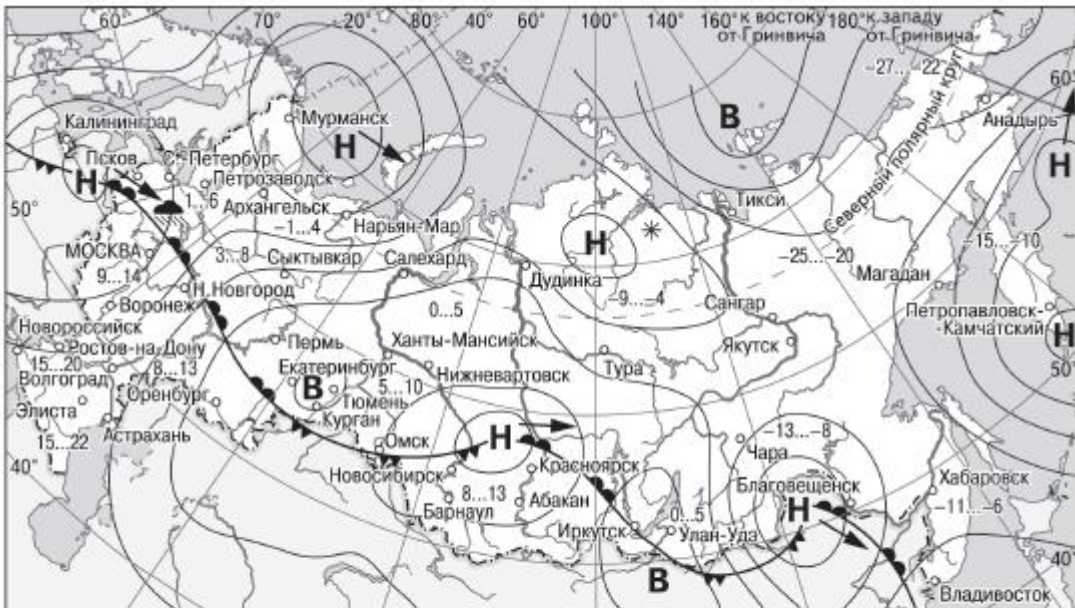 60°
70°
-20°
80°
40°
60°
100°
140°
160°
к востоку
от Гринвича
180°
к западу
от Гринвича
-27...-22
60°
Северный полярный круг
Анадырь
Калининград
Мурманск
Н
В
Н
Псков
С.-Петербург
Петрозаводск
Н
1...6
Архангельск
-1...4
Нарьян-Мар
Тикси
50°
МОСКВА
9...14
3...8
Сыктывкар
Салехард
Н
Дудинка
-25...-20
-15...-10
Магадан
Н.Новгород
Воронеж
-9...-4
Сангар
Петропавловск-
-Камчатский
Н
Новороссийск
Ростов-на-Дону
15...20
Волгоград
8...13
Пермь
0...5
Ханты-Мансийск
Тура
Якутск
50°
Екатеринбург
В
5...10
Нижневартовск
Оренбург
Тюмень
Курган
Элиста
15...22
Астрахань
Омск
Н
-13...-8
Чара
40°
Новосибирск
Красноярск
Благовещенск
Хабаровск
8...13
Барнаул
Абакан
Н
-11...-6
Иркутск
0...5
Улан-Удэ
В
40°
Владивосток